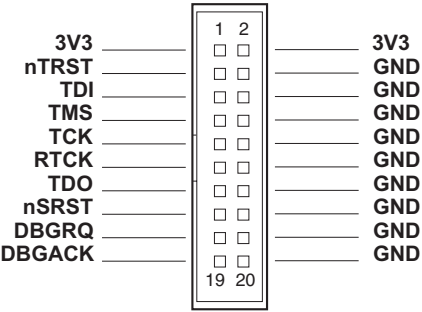 1 2
3V3 3V3
nTRST GND
TDI GND
TMS GND
TCK GND
RTCK GND
TDO GND
nSRST GND
DBGRQ GND
DBGACK GND
19 20